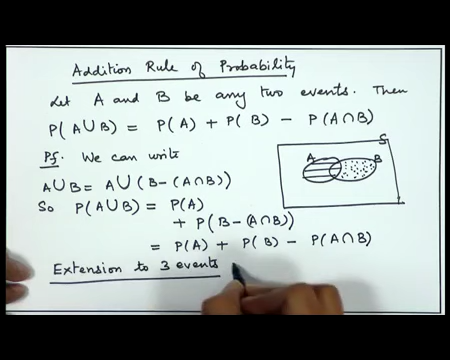 Addition Rule of Probability
Let A and B be any two events. Then
P(A∪B) = P(A) + P(B) - P(A∩B)
Pf. We can write
A∪B = A∪(B-(A∩B))
So P(A∪B) = P(A)
+ P(B-(A∩B))
= P(A) + P(B) - P(A∩B)
Extension to 3 events
S
A
B